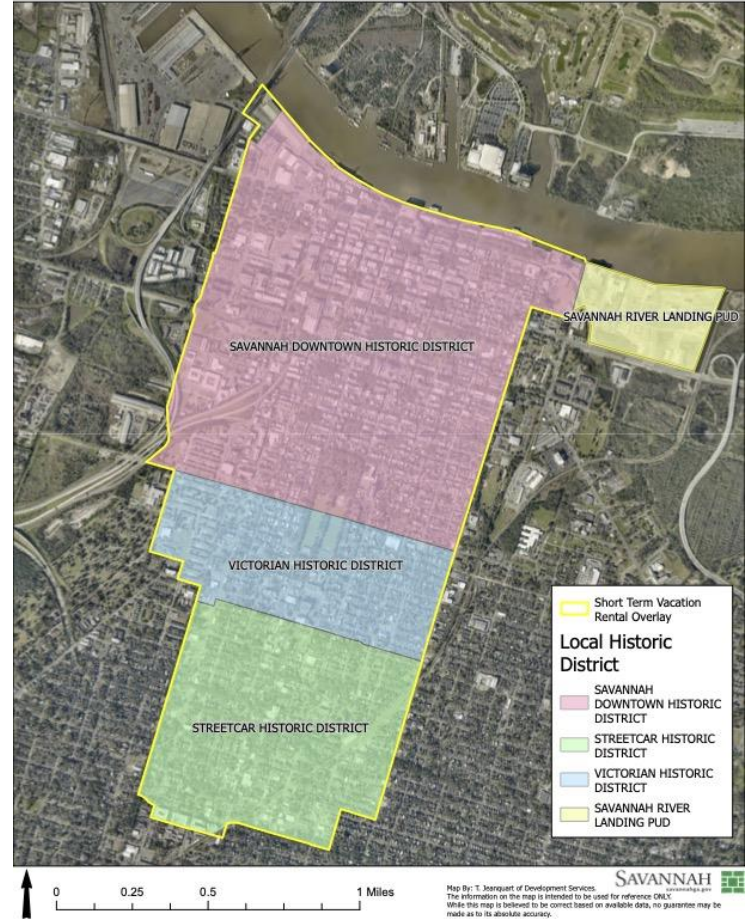 SAVANNAH RIVER LANDING PUD
SAVANNAH DOWNTOWN HISTORIC DISTRICT
VICTORIAN HISTORIC DISTRICT
STREETCAR HISTORIC DISTRICT
Short Term Vacation
Rental Overlay
Local Historic
District
SAVANNAH
DOWNTOWN HISTORIC
DISTRICT
STREETCAR HISTORIC
DISTRICT
VICTORIAN HISTORIC
DISTRICT
SAVANNAH RIVER
LANDING PUD
0 0.25 0.5 1 Miles
SAVANNAH
savannahga.gov
Map By: T. Jeanquart of Development Services.
The information on the map is intended to be used for reference ONLY.
While this map is believed to be correct based on available data, no guarantee may be
made as to its absolute accuracy.